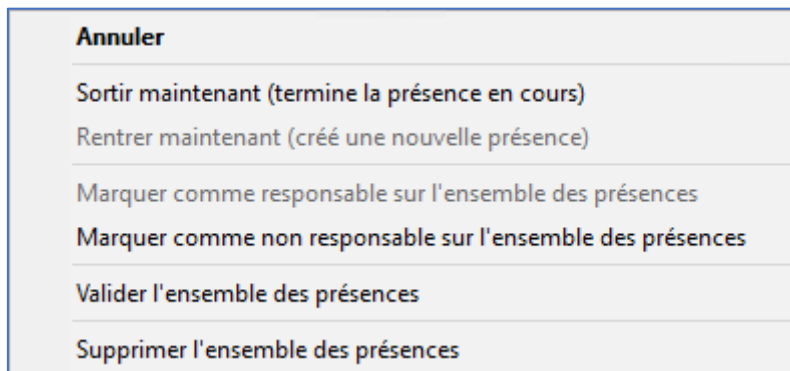 Annuler
Sortir maintenant (termine la présence en cours)
Rentrer maintenant (créé une nouvelle présence)
Marquer comme responsable sur l'ensemble des présences
Marquer comme non responsable sur l'ensemble des présences
Valider l'ensemble des présences
Supprimer l'ensemble des présences